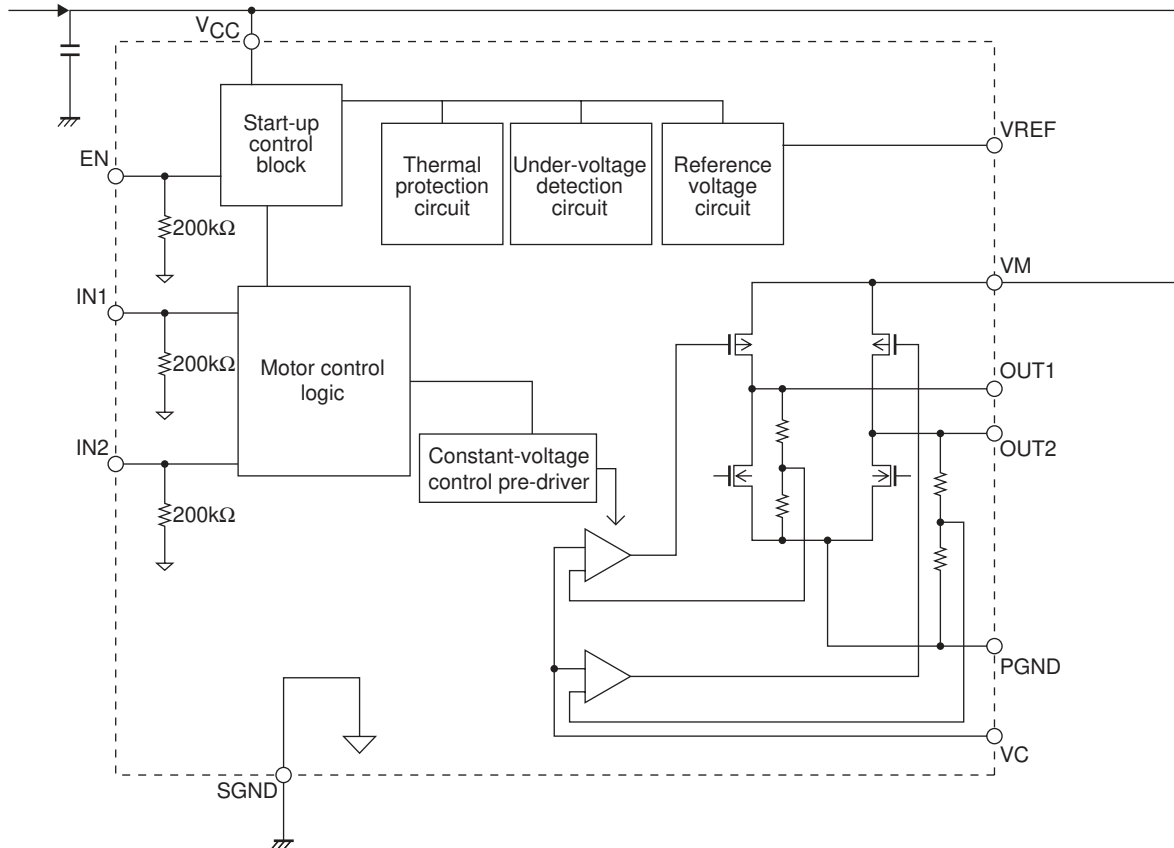 VCC
Start-up
control
block
EN
200kΩ
Thermal
protection
circuit
Under-voltage
detection
circuit
Reference
voltage
circuit
VREF
VM
IN1
200kΩ
Motor control
logic
OUT1
OUT2
IN2
200kΩ
Constant-voltage
control pre-driver
PGND
VC
SGND